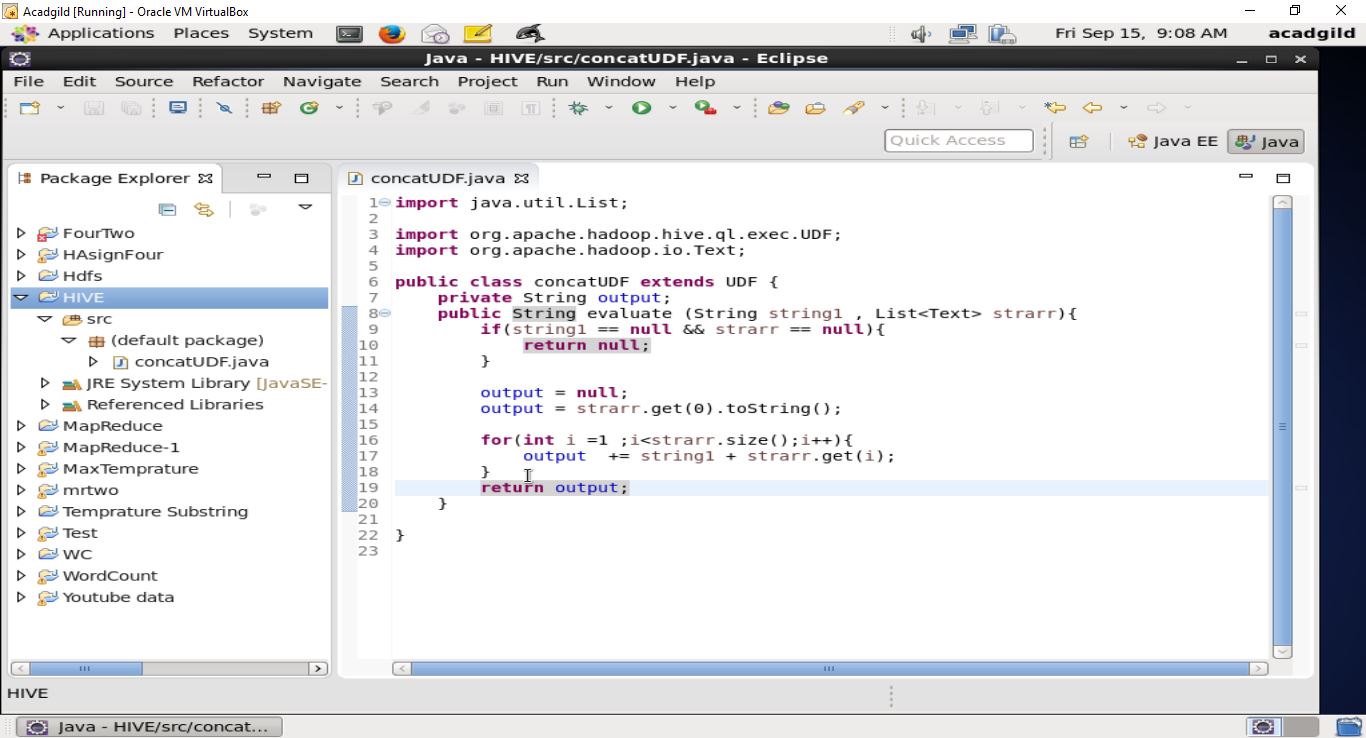 Acadgild [Running] - Oracle VM VirtualBox
Applications Places System
Fri Sep 15, 9:08 AM acadgild
Java - HIVE/src/concatUDF.java - Eclipse
File Edit Source Refactor Navigate Search Project Run Window Help
Quick Access
Java EE
Java
Package Explorer
FourTwo
HAsignFour
Hdfs
HIVE
src
(default package)
concatUDF.java
JRE System Library [JavaSE-
Referenced Libraries
MapReduce
MapReduce-1
MaxTemprature
mrtwo
Temprature Substring
Test
WC
WordCount
Youtube data
concatUDF.java
1 import java.util.List;
2
3 import org.apache.hadoop.hive.ql.exec.UDF;
4 import org.apache.hadoop.io.Text;
5
6 public class concatUDF extends UDF {
7 private String output;
8 public String evaluate (String string1 , List<Text> strarr){
9 if(string1 == null && strarr == null){
10 return null;
11 }
12
13 output = null;
14 output = strarr.get(0).toString();
15
16 for(int i =1 ;i<strarr.size();i++){
17 output += string1 + strarr.get(i);
18 }
19 return output;
20 }
21
22 }
23
HIVE
Java - HIVE/src/concat...